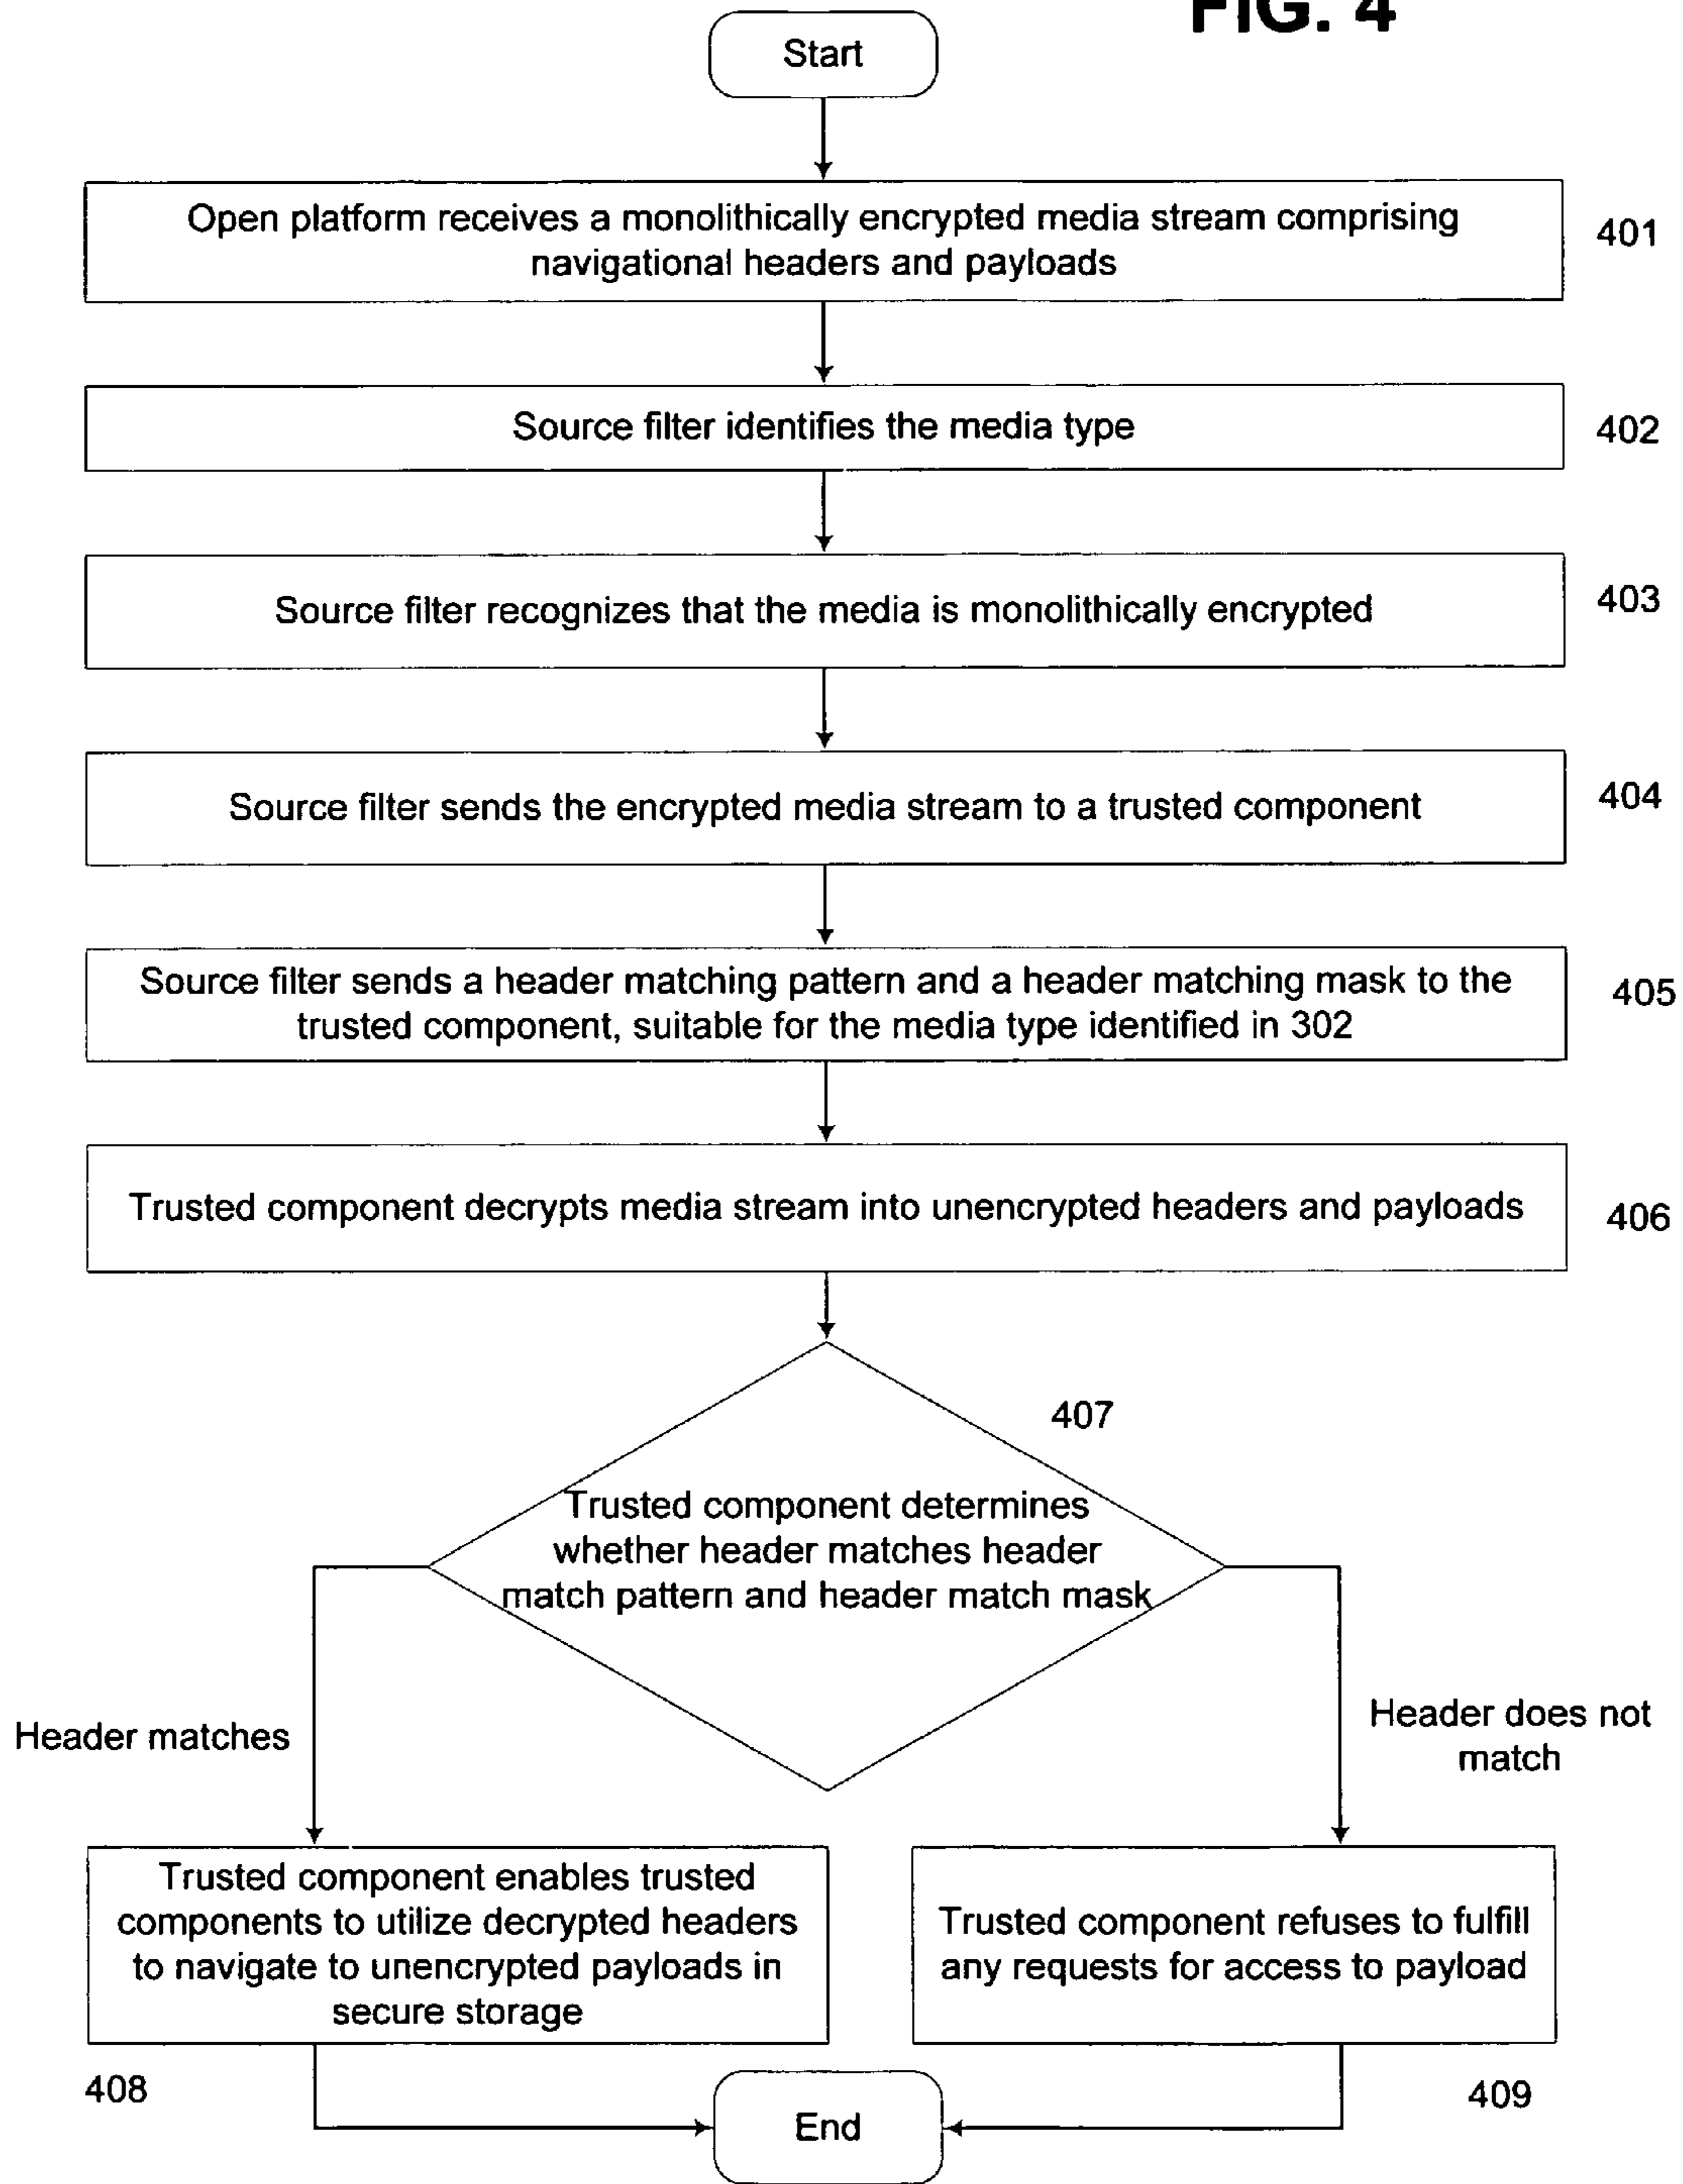 FIG. 4
Start
Open platform receives a monolithically encrypted media stream comprising
navigational headers and payloads
401
Source filter identifies the media type
402
Source filter recognizes that the media is monolithically encrypted
403
Source filter sends the encrypted media stream to a trusted component
404
Source filter sends a header matching pattern and a header matching mask to the
trusted component, suitable for the media type identified in 302
405
Trusted component decrypts media stream into unencrypted headers and payloads
406
407
Trusted component determines
whether header matches header
match pattern and header match mask
Header matches
Header does not
match
Trusted component enables trusted
components to utilize decrypted headers
to navigate to unencrypted payloads in
secure storage
408
Trusted component refuses to fulfill
any requests for access to payload
409
End